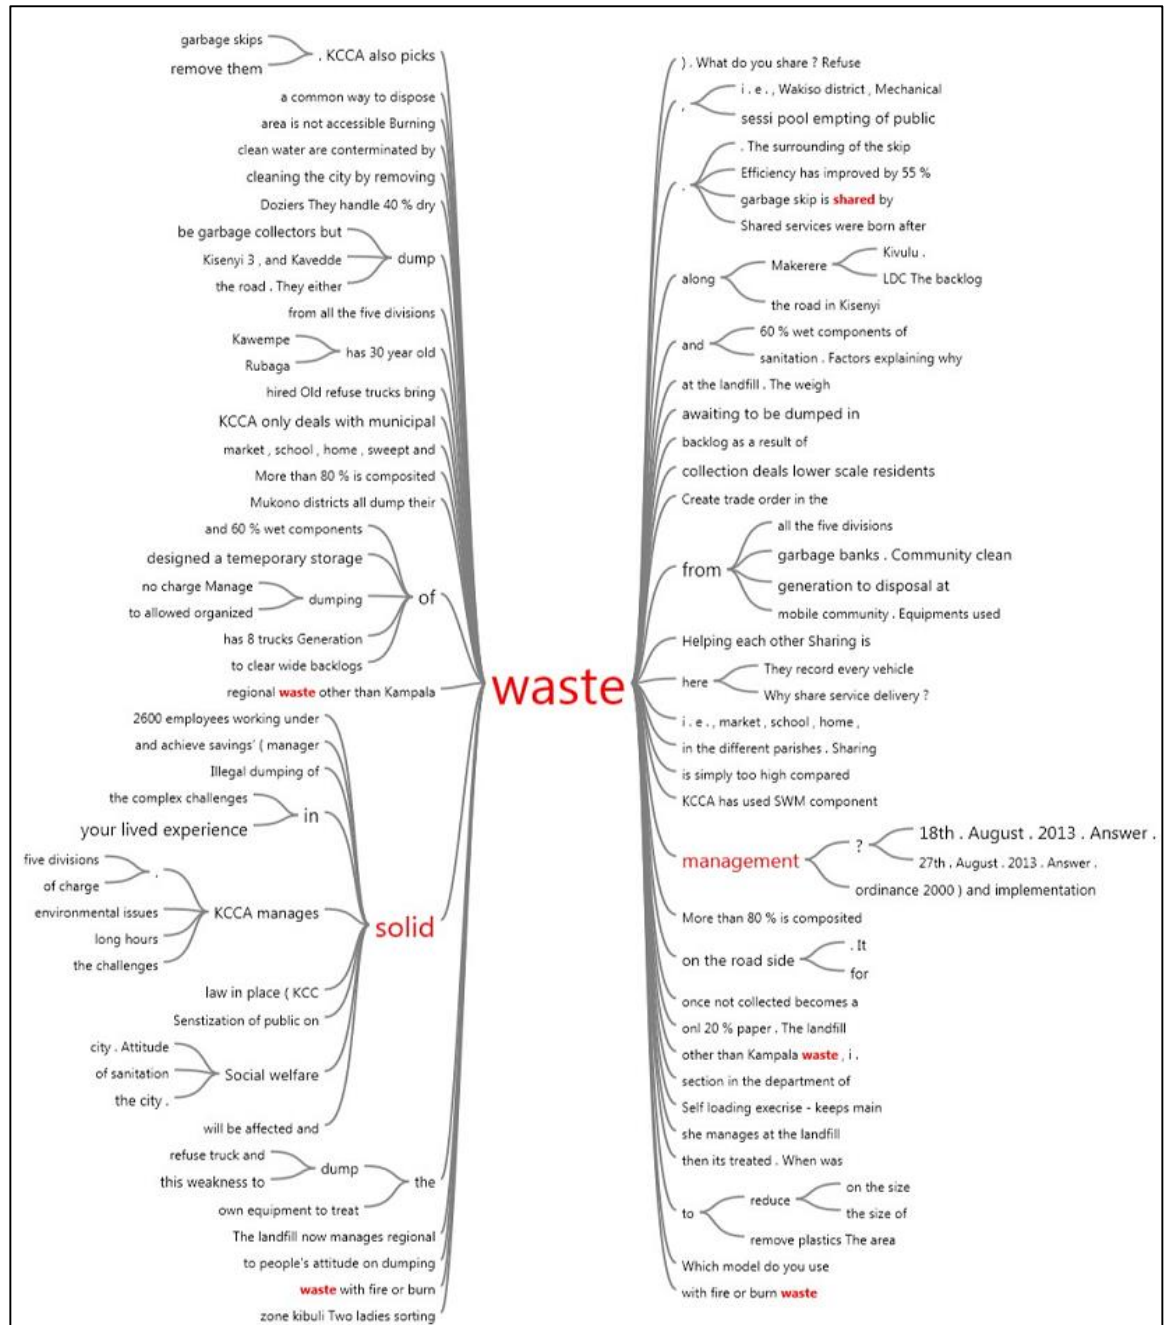 garbage skips
remove them
. KCCA also picks
a common way to dispose
area is not accessible Burning
clean water are conterminated by
cleaning the city by removing
Doziers They handle 40 % dry
be garbage collectors but
Kisenyi 3 , and Kavedde
the road . They either
dump
from all the five divisions
Kawempe
Rubaga
has 30 year old
hired Old refuse trucks bring
KCCA only deals with municipal
market , school , home , sweept and
More than 80 % is composited
Mukono districts all dump their
and 60 % wet components
designed a temeporary storage
no charge Manage
to allowed organized
dumping
has 8 trucks Generation
to clear wide backlogs
of
regional waste other than Kampala
2600 employees working under
and achieve savings' ( manager
Illegal dumping of
the complex challenges
your lived experience
in
five divisions
of charge
.
environmental issues
long hours
the challenges
KCCA manages
law in place ( KCC
Senstization of public on
city . Attitude
of sanitation
the city .
Social welfare
will be affected and
solid
refuse truck and
this weakness to
dump
own equipment to treat
the
The landfill now manages regional
to people's attitude on dumping
waste with fire or burn
zone kibuli Two ladies sorting
waste
) . What do you share ? Refuse
,
i . e . , Wakiso district , Mechanical
sessi pool empting of public
.
. The surrounding of the skip
Efficiency has improved by 55 %
garbage skip is shared by
Shared services were born after
along
Makerere
Kivulu .
LDC The backlog
the road in Kisenyi
and
60 % wet components of
sanitation . Factors explaining why
at the landfill . The weigh
awaiting to be dumped in
backlog as a result of
collection deals lower scale residents
Create trade order in the
from
all the five divisions
garbage banks . Community clean
generation to disposal at
mobile community . Equipments used
Helping each other Sharing is
here
They record every vehicle
Why share service delivery ?
i . e . , market , school , home ,
in the different parishes . Sharing
is simply too high compared
KCCA has used SWM component
management
?
18th . August . 2013 . Answer .
27th . August . 2013 . Answer .
ordinance 2000 ) and implementation
More than 80 % is composited
on the road side
. It
for
once not collected becomes a
onl 20 % paper . The landfill
other than Kampala waste , i .
section in the department of
Self loading execrise - keeps main
she manages at the landfill
then its treated . When was
to
reduce
on the size
the size of
remove plastics The area
Which model do you use
with fire or burn waste